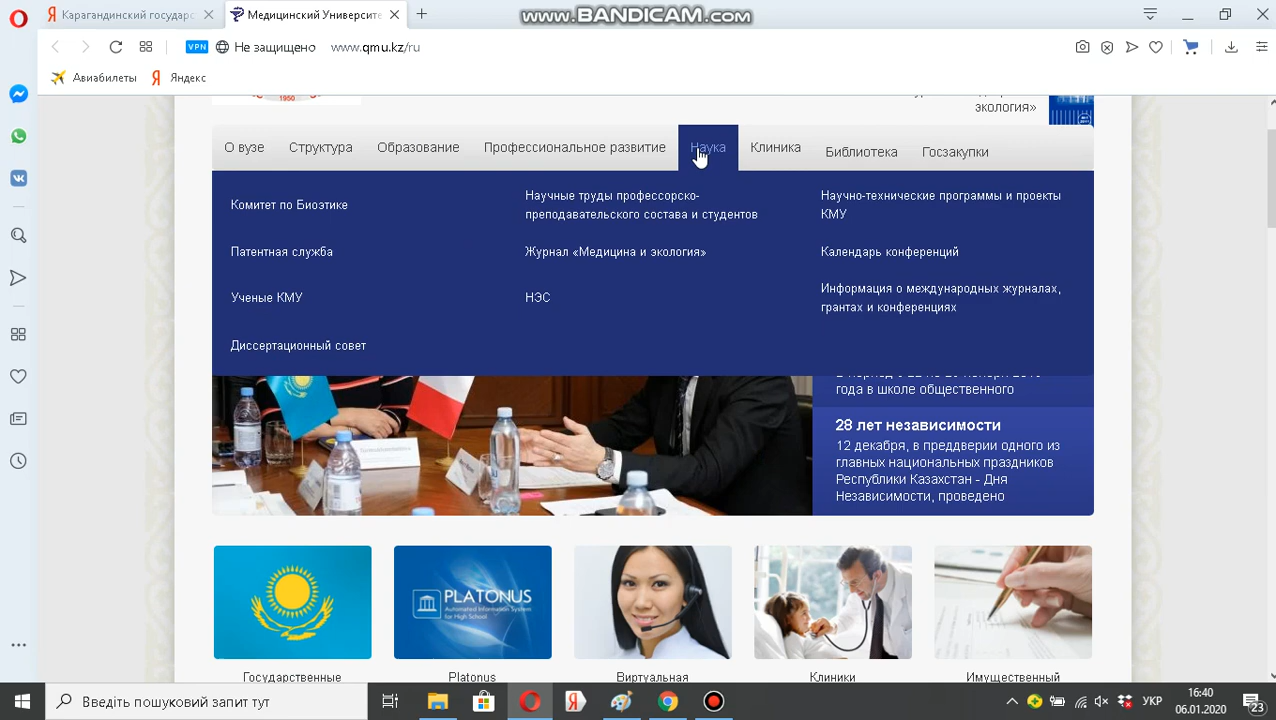 www.BANDICAM.com
Карагандинский государс
Медицинский Университе
VPN
Не защищено
www.qmu.kz/ru
Авиабилеты
Яндекс
1950
экология»
О вузе
Структура
Образование
Профессиональное развитие
Наука
Клиника
Библиотека
Госзакупки
Комитет по Биоэтике
Научные труды профессорско-
преподавательского состава и студентов
Научно-технические программы и проекты
КМУ
Патентная служба
Журнал «Медицина и экология»
Календарь конференций
Ученые КМУ
НЭС
Информация о международных журналах,
грантах и конференциях
Диссертационный совет
года в школе общественного
28 лет независимости
12 декабря, в преддверии одного из
главных национальных праздников
Республики Казахстан - Дня
Независимости, проведено
PLATONUS
Automated Information System
for High School
Государственные
Platonus
Виртуальная
Клиники
Имущественный
Введіть пошуковий запит тут
УКР
16:40
06.01.2020
23